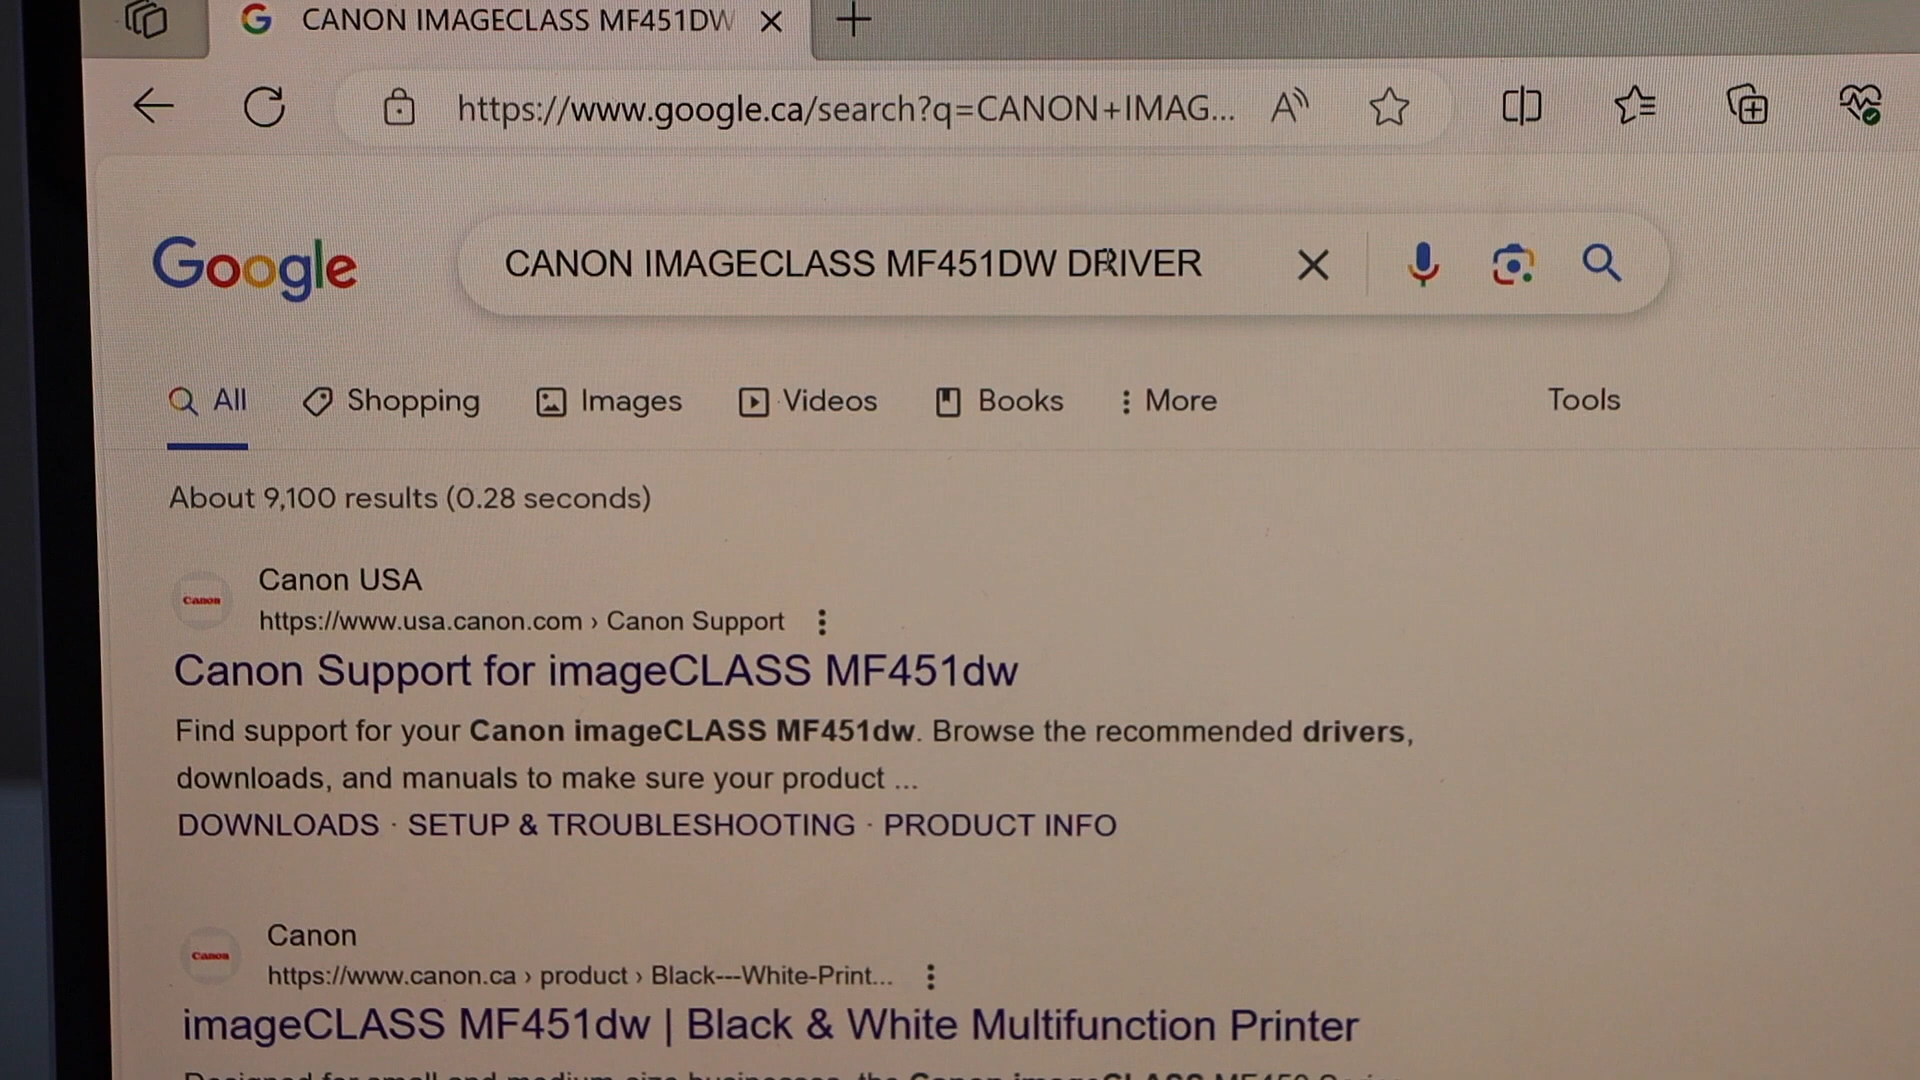 CANON IMAGECLASS MF451DW
https://www.google.ca/search?q=CANON+IMAG...
Google
CANON IMAGECLASS MF451DW DRIVER
All Shopping Images Videos Books More Tools
About 9,100 results (0.28 seconds)
Canon
Canon USA
https://www.usa.canon.com › Canon Support
Canon Support for imageCLASS MF451dw
Find support for your Canon imageCLASS MF451dw. Browse the recommended drivers,
downloads, and manuals to make sure your product ...
DOWNLOADS · SETUP & TROUBLESHOOTING · PRODUCT INFO
Canon
Canon
https://www.canon.ca › product › Black---White-Print...
imageCLASS MF451dw | Black & White Multifunction Printer